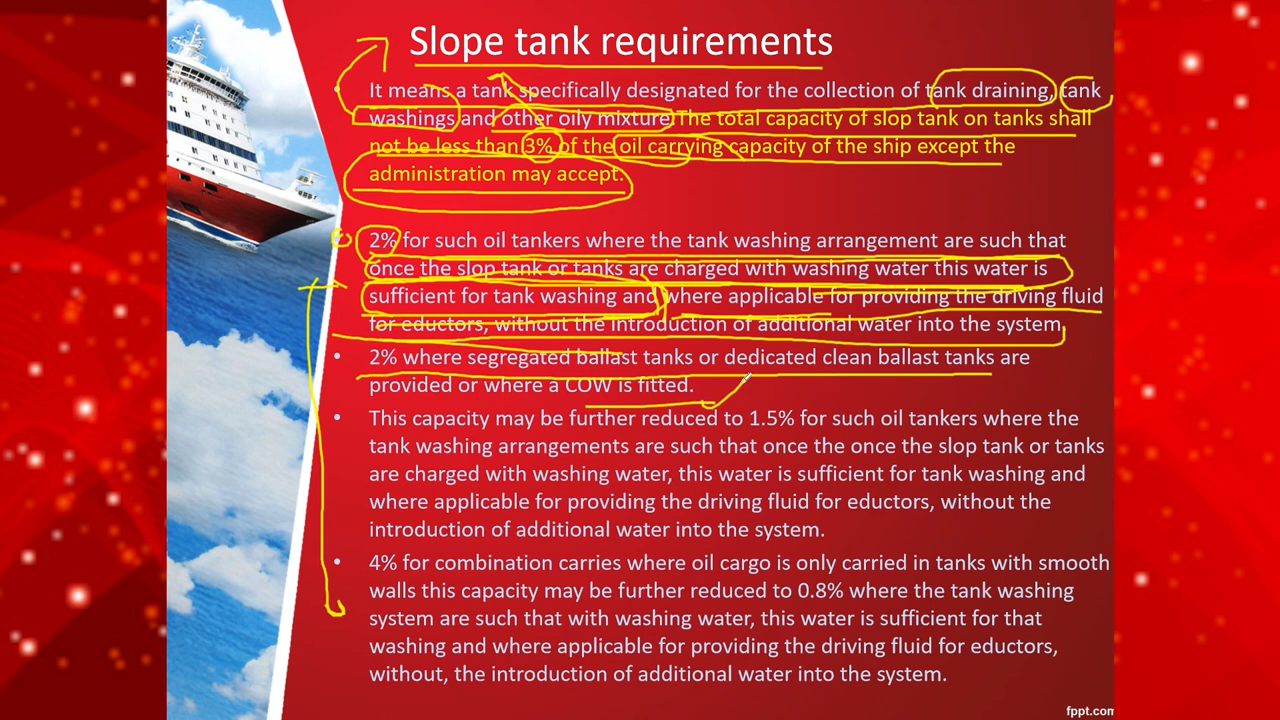 Slope tank requirements
• It means a tank specifically designated for the collection of tank draining, tank
washings and other oily mixture. The total capacity of slop tank on tanks shall
not be less than 3% of the oil carrying capacity of the ship except the
administration may accept.
2% for such oil tankers where the tank washing arrangement are such that
once the slop tank or tanks are charged with washing water this water is
sufficient for tank washing and where applicable for providing the driving fluid
for eductors, without the introduction of additional water into the system.
• 2% where segregated ballast tanks or dedicated clean ballast tanks are
provided or where a COW is fitted.
• This capacity may be further reduced to 1.5% for such oil tankers where the
tank washing arrangements are such that once the once the slop tank or tanks
are charged with washing water, this water is sufficient for tank washing and
where applicable for providing the driving fluid for eductors, without the
introduction of additional water into the system.
• 4% for combination carries where oil cargo is only carried in tanks with smooth
walls this capacity may be further reduced to 0.8% where the tank washing
system are such that with washing water, this water is sufficient for that
washing and where applicable for providing the driving fluid for eductors,
without, the introduction of additional water into the system.
fppt.com